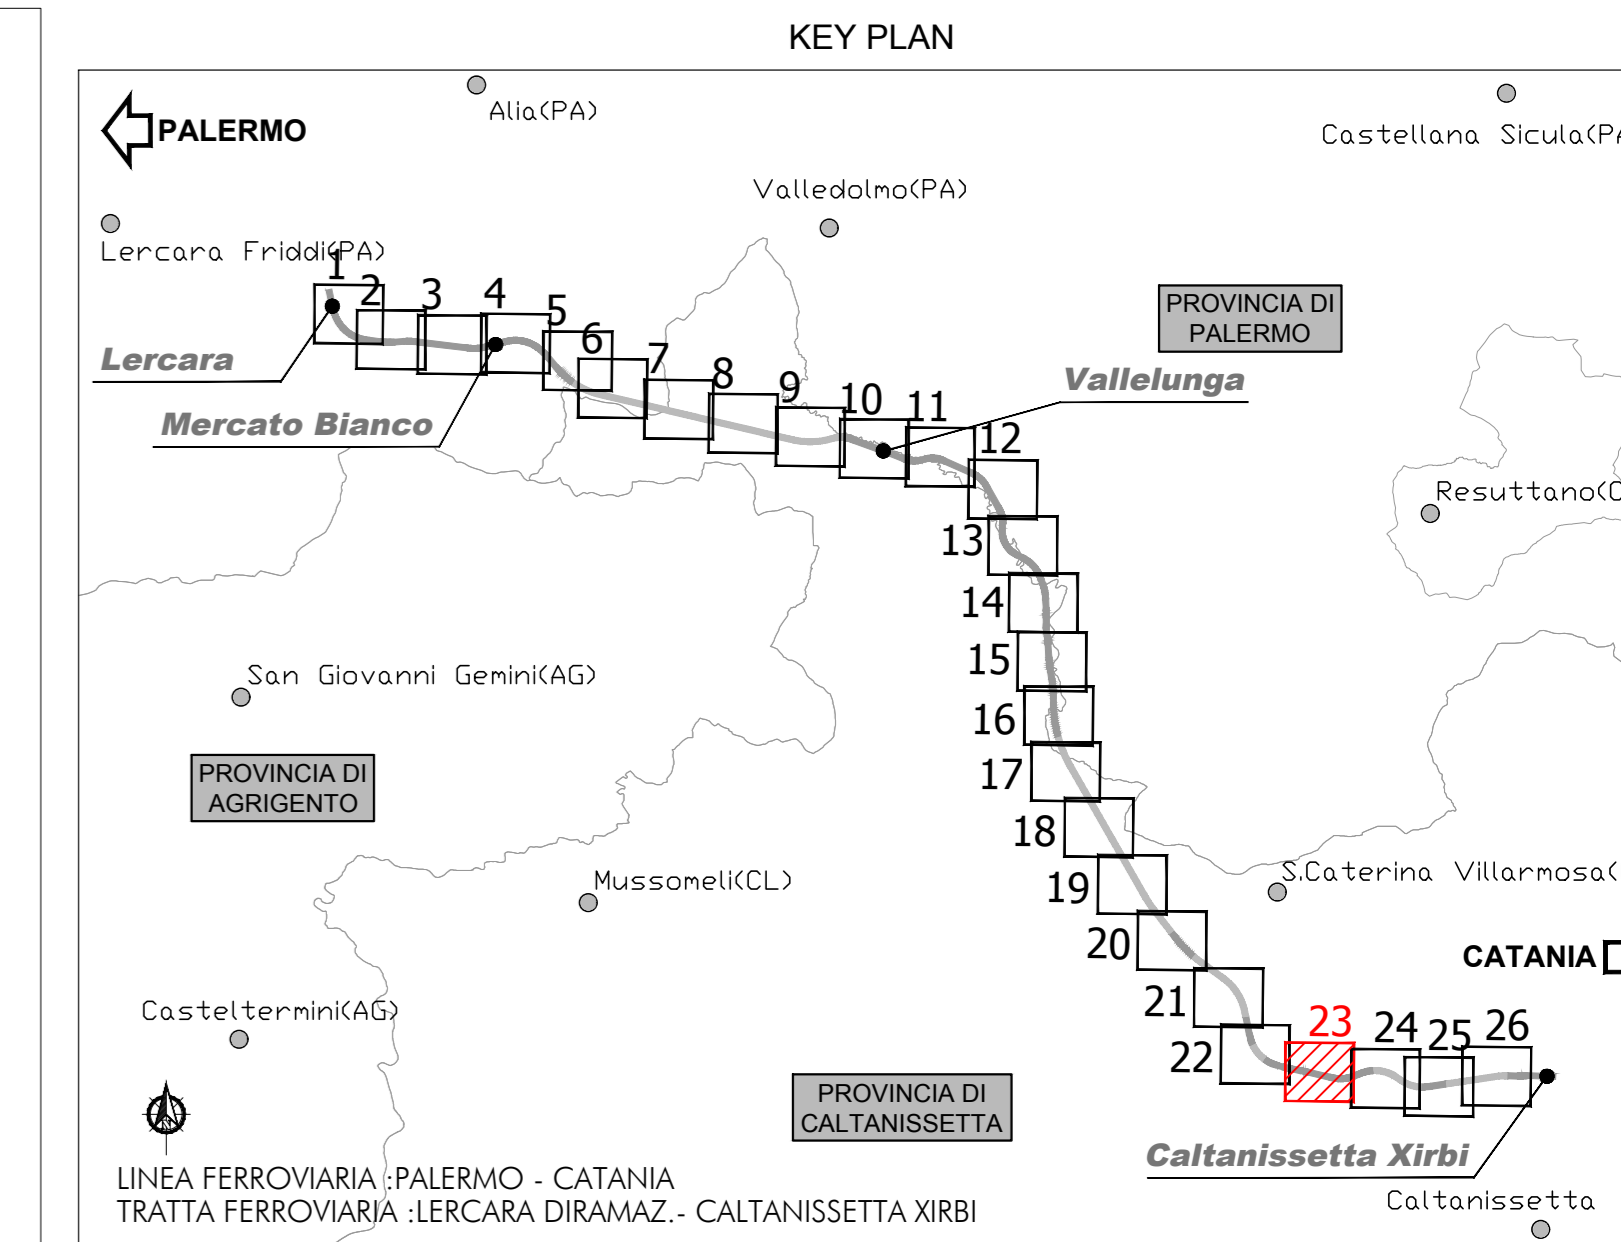 KEY PLAN
PALERMO
Alia(PA)
Castellana Sicula(PA
Valledolmo(PA)
Lercara Friddi(PA)
1
2
3
4
5
6
7
8
9
10
11
12
PROVINCIA DI
PALERMO
Lercara
Mercato Bianco
Vallelunga
Resuttano(C
13
14
15
16
17
18
19
20
21
22
23
24
25
26
San Giovanni Gemini(AG)
PROVINCIA DI
AGRIGENTO
Mussomeli(CL)
S.Caterina Villarmosa(
CATANIA
Casteltermini(AG)
PROVINCIA DI
CALTANISSETTA
Caltanissetta Xirbi
Caltanissetta
LINEA FERROVIARIA :PALERMO - CATANIA
TRATTA FERROVIARIA :LERCARA DIRAMAZ.- CALTANISSETTA XIRBI